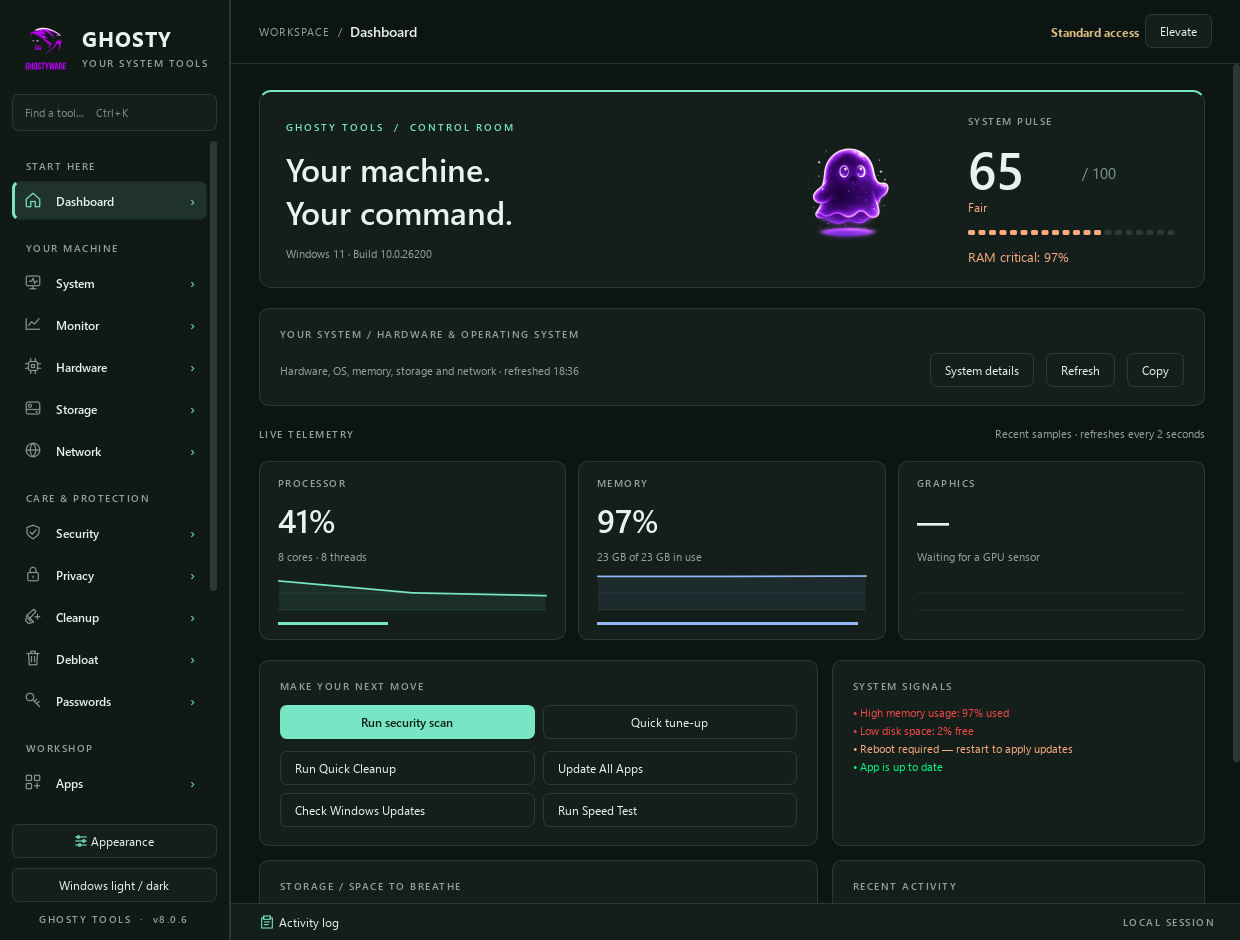 GHOSTYWARE
GHOSTY
YOUR SYSTEM TOOLS
Find a tool... Ctrl+K
START HERE
Dashboard
YOUR MACHINE
System
Monitor
Hardware
Storage
Network
CARE & PROTECTION
Security
Privacy
Cleanup
Debloat
Passwords
WORKSHOP
Apps
Appearance
Windows light / dark
GHOSTY TOOLS · v8.0.6
WORKSPACE / Dashboard
Standard access
Elevate
GHOSTY TOOLS / CONTROL ROOM
Your machine.
Your command.
Windows 11 · Build 10.0.26200
SYSTEM PULSE
65 / 100
Fair
RAM critical: 97%
YOUR SYSTEM / HARDWARE & OPERATING SYSTEM
Hardware, OS, memory, storage and network · refreshed 18:36
System details
Refresh
Copy
LIVE TELEMETRY
Recent samples · refreshes every 2 seconds
PROCESSOR
41%
8 cores · 8 threads
MEMORY
97%
23 GB of 23 GB in use
GRAPHICS
—
Waiting for a GPU sensor
MAKE YOUR NEXT MOVE
Run security scan
Quick tune-up
Run Quick Cleanup
Update All Apps
Check Windows Updates
Run Speed Test
SYSTEM SIGNALS
• High memory usage: 97% used
• Low disk space: 2% free
• Reboot required — restart to apply updates
• App is up to date
STORAGE / SPACE TO BREATHE
RECENT ACTIVITY
Activity log
LOCAL SESSION